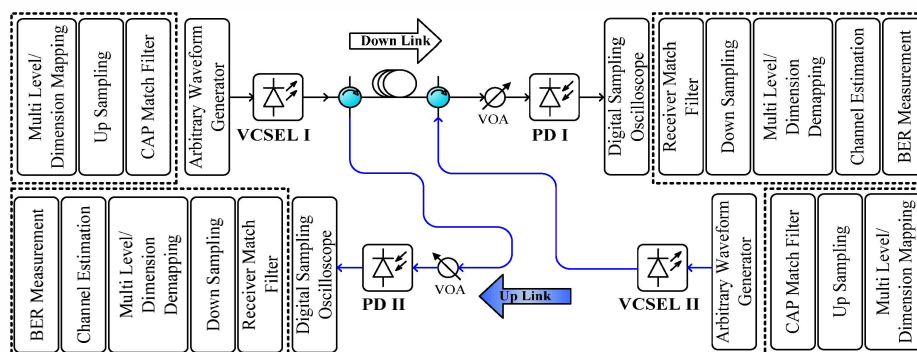 Multi Level/
Dimension Mapping
Up Sampling
CAP Match Filter
Arbitrary Waveform
Generator
VCSEL I
Down Link
VOA
PD I
Digital Sampling
Oscilloscope
Receiver Match
Filter
Down Sampling
Multi Level/
Dimension
Demapping
Channel Estimation
BER Measurement
BER Measurement
Channel Estimation
Multi Level/
Dimension
Demapping
Down Sampling
Receiver Match
Filter
Digital Sampling
Oscilloscope
PD II
VOA
Up Link
VCSEL II
Arbitrary Waveform
Generator
CAP Match Filter
Up Sampling
Multi Level/
Dimension Mapping